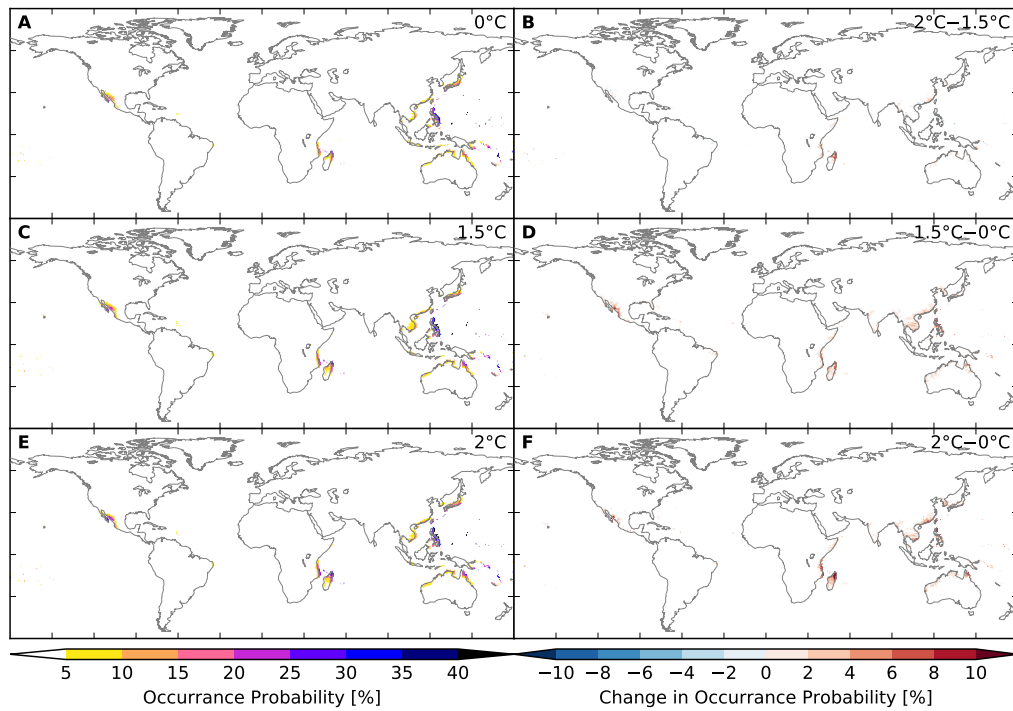 A 0°C
B 2°C−1.5°C
C 1.5°C
D 1.5°C−0°C
E 2°C
F 2°C−0°C
5 10 15 20 25 30 35 40
−10 −8 −6 −4 −2 0 2 4 6 8 10
Occurrance Probability [%]
Change in Occurrance Probability [%]